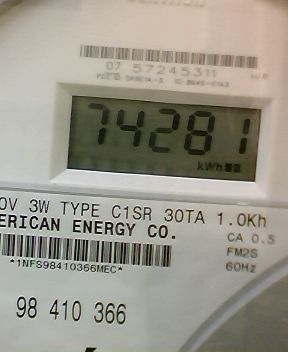 07 57245311
74281
kWh
0V 3W TYPE C1SR 30TA 1.0Kh
ERICAN ENERGY CO.
CA 0.5
FM2S
60Hz
*1NFS98410366MEC*
98 410 366